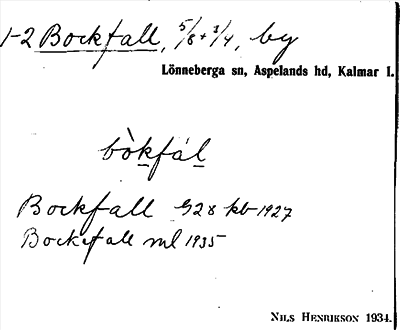 1-2 Bockfall, 5/8 + 1/4, by
Lönneberga sn, Aspelands hd, Kalmar l.
bòkfál
Bockfall G28 kb 1927
Bockefall ml 1935
NILS HENRIKSON 1934.